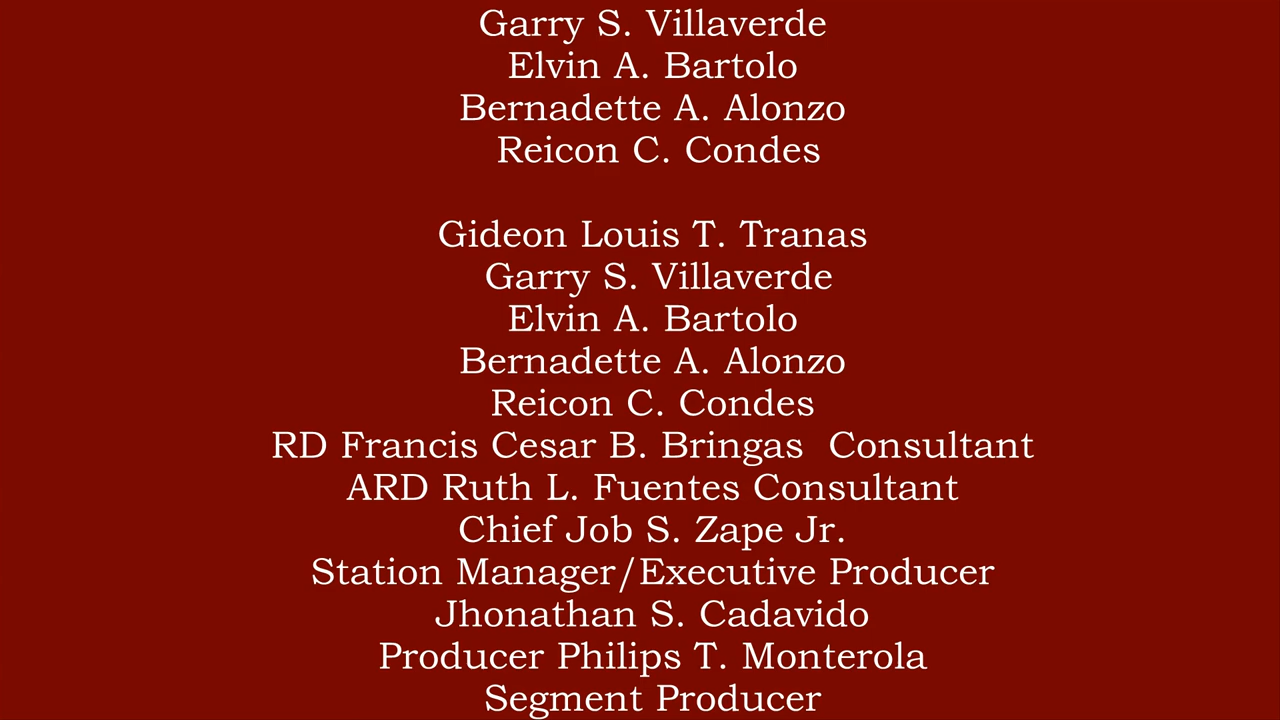 Garry S. Villaverde
Elvin A. Bartolo
Bernadette A. Alonzo
Reicon C. Condes
Gideon Louis T. Tranas
Garry S. Villaverde
Elvin A. Bartolo
Bernadette A. Alonzo
Reicon C. Condes
RD Francis Cesar B. Bringas  Consultant
ARD Ruth L. Fuentes Consultant
Chief Job S. Zape Jr.
Station Manager/Executive Producer
Jhonathan S. Cadavido
Producer Philips T. Monterola
Segment Producer